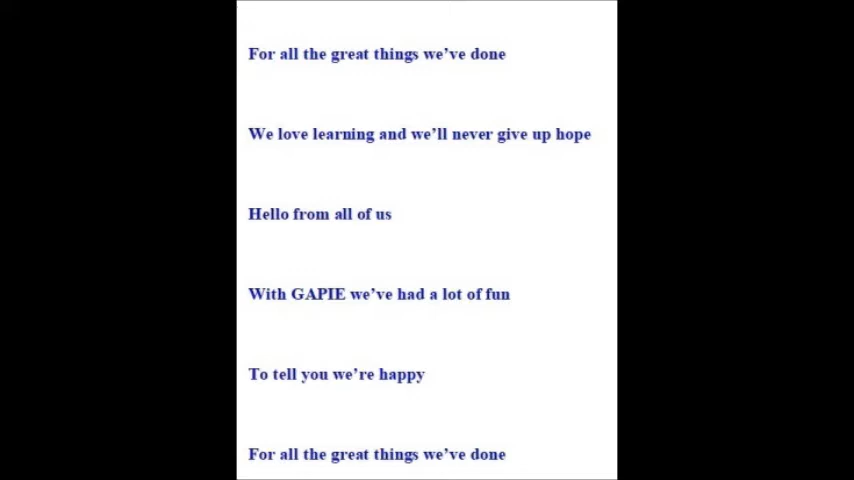 For all the great things we’ve done
We love learning and we’ll never give up hope
Hello from all of us
With GAPIE we’ve had a lot of fun
To tell you we’re happy
For all the great things we’ve done